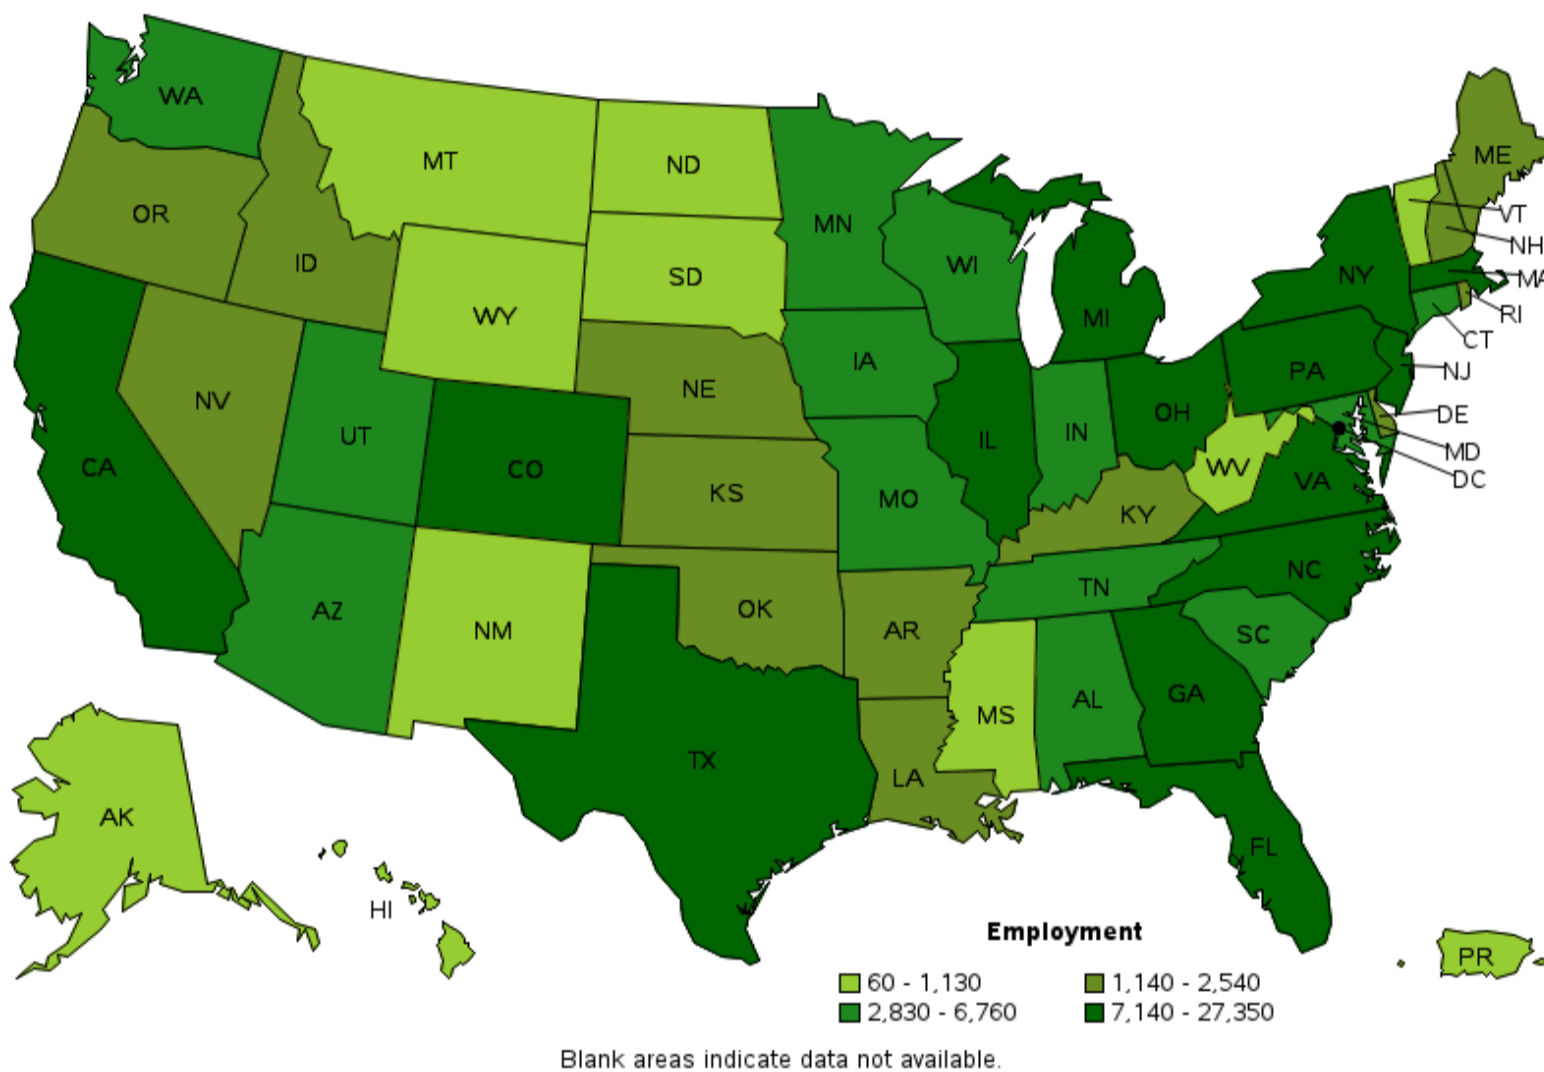 WA
MT
ND
ME
OR
MN
VT
ID
NH
WI
SD
NY
MA
WY
MI
RI
CT
IA
PA
NJ
NE
NV
OH
DE
UT
IN
IL
MD
CA
CO
WV
DC
KS
MO
VA
KY
NC
TN
AZ
OK
NM
AR
SC
GA
AL
MS
TX
LA
AK
FL
HI
Employment
PR
60 - 1,130
1,140 - 2,540
2,830 - 6,760
7,140 - 27,350
Blank areas indicate data not available.